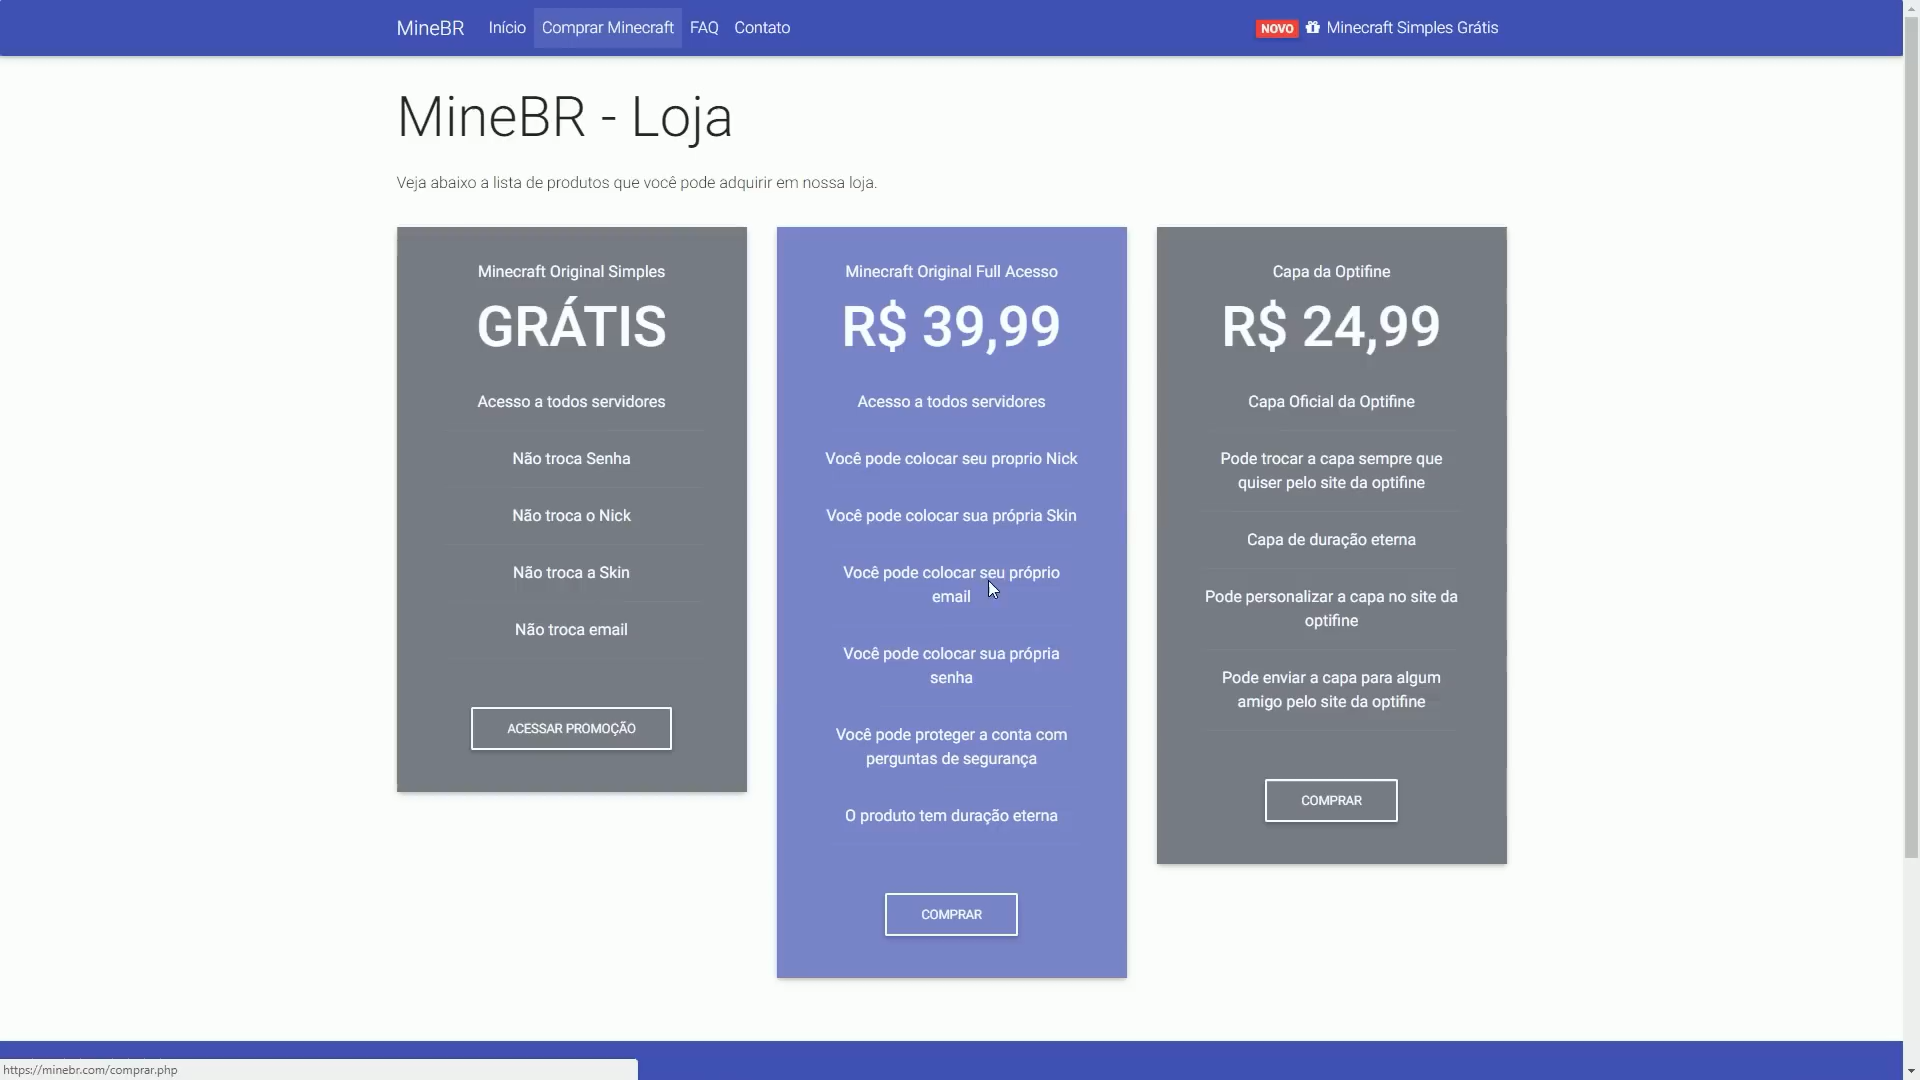 MineBR Início Comprar Minecraft FAQ Contato NOVO Minecraft Simples Grátis
MineBR - Loja
Veja abaixo a lista de produtos que você pode adquirir em nossa loja.
Minecraft Original Simples
GRÁTIS
Acesso a todos servidores
Não troca Senha
Não troca o Nick
Não troca a Skin
Não troca email
ACESSAR PROMOÇÃO
Minecraft Original Full Acesso
R$ 39,99
Acesso a todos servidores
Você pode colocar seu proprio Nick
Você pode colocar sua própria Skin
Você pode colocar seu próprio
email
Você pode colocar sua própria
senha
Você pode proteger a conta com
perguntas de segurança
O produto tem duração eterna
COMPRAR
Capa da Optifine
R$ 24,99
Capa Oficial da Optifine
Pode trocar a capa sempre que
quiser pelo site da optifine
Capa de duração eterna
Pode personalizar a capa no site da
optifine
Pode enviar a capa para algum
amigo pelo site da optifine
COMPRAR
https://minebr.com/comprar.php